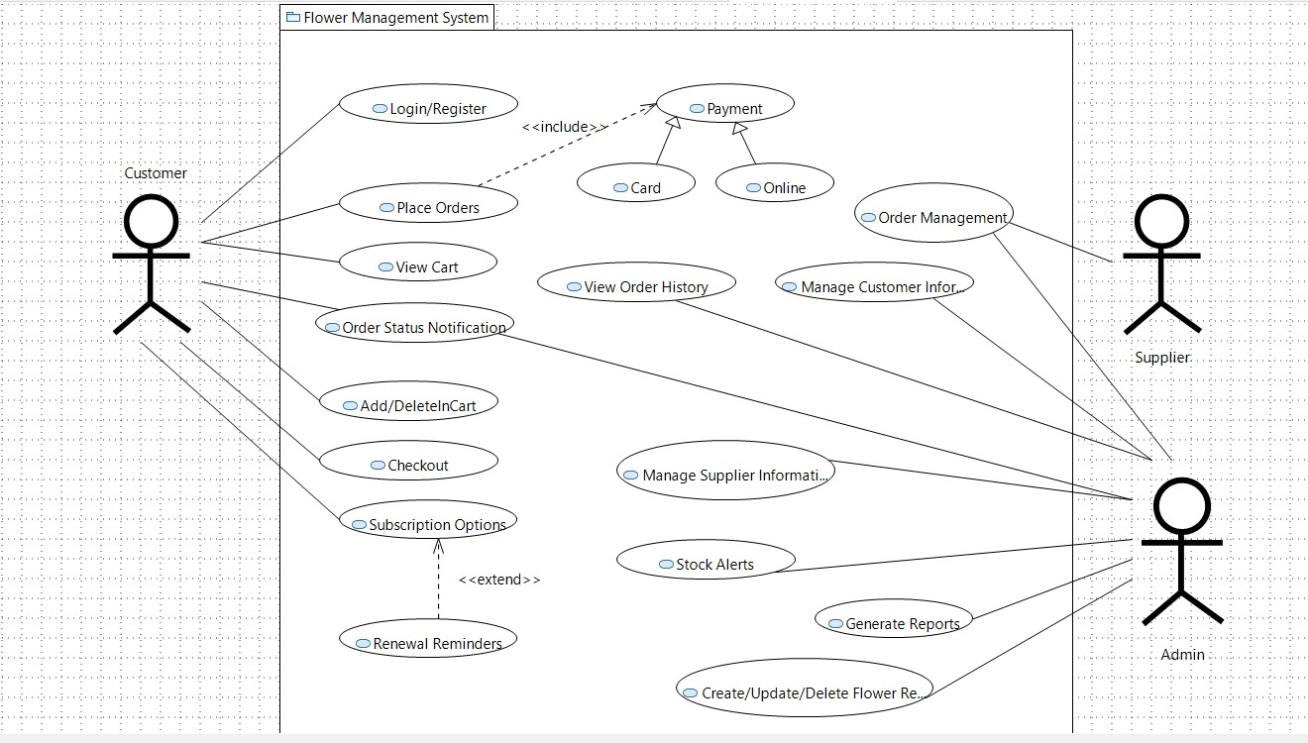 Flower Management System
Login/Register
<<include>>
Payment
Customer
Card
Online
Place Orders
Order Management
View Cart
View Order History
Manage Customer Infor...
Order Status Notification
Supplier
Add/DeleteInCart
Checkout
Manage Supplier Informati...
Subscription Options
Stock Alerts
<<extend>>
Generate Reports
Renewal Reminders
Admin
Create/Update/Delete Flower Re...